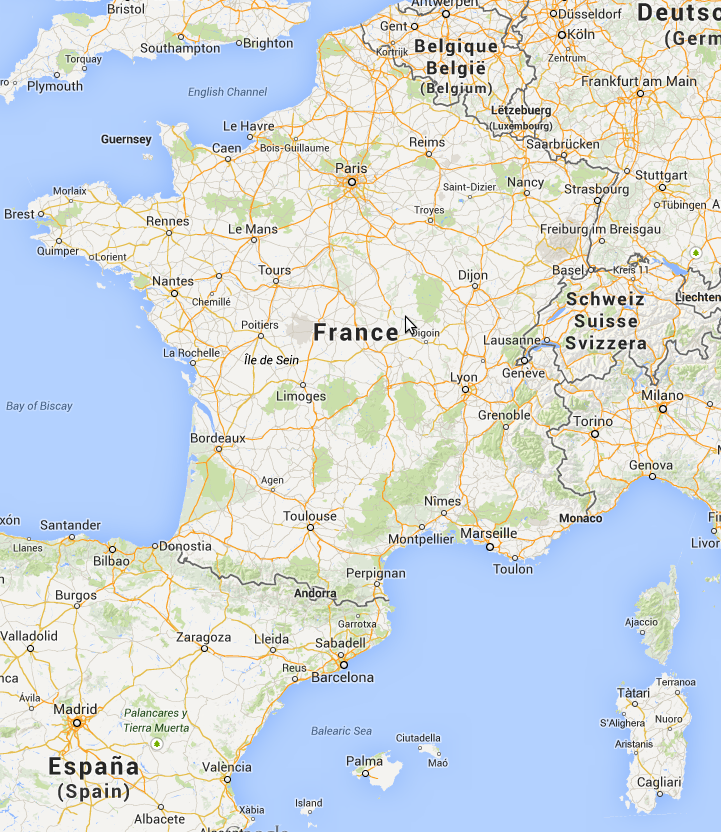 Bristol
Antwerpen
Deutsc
(Germ
Düsseldorf
Gent
Köln
Southampton
Brighton
Kortrijk
Belgique
België
(Belgium)
Zentrum
Torquay
Plymouth
Frankfurt am Main
English Channel
Lëtzebuerg
(Luxembourg)
Le Havre
Guernsey
Caen
Bois-Guillaume
Reims
Saarbrücken
Paris
Stuttgart
Morlaix
Saint-Dizier
Nancy
Strasbourg
Tübingen
A
Brest
Rennes
Troyes
Le Mans
Freiburg im Breisgau
Quimper
Lorient
Tours
Dijon
Basel
Kreis 11
Nantes
Chemillé
Schweiz
Suisse
Svizzera
Liechten
Poitiers
France
Digoin
Lausanne
La Rochelle
Île de Sein
Genève
Lyon
Limoges
Milano
Bay of Biscay
Grenoble
Torino
Bordeaux
Genova
Agen
Nîmes
Toulouse
Monaco
xón
Santander
Marseille
Fi
Montpellier
Livor
Llanes
Donostia
Bilbao
Toulon
Perpignan
Burgos
Andorra
Garrotxa
Ajaccio
Valladolid
Zaragoza
Lleida
Sabadell
Reus
Barcelona
nca
Terranoa
Tàtari
Ávila
Madrid
Palancares y
Tierra Muerta
S'Alighera
Nuoro
Balearic Sea
Ciutadella
Aristanis
Maó
Palma
España
(Spain)
València
Cagliari
Island
Xàbia
Albacete